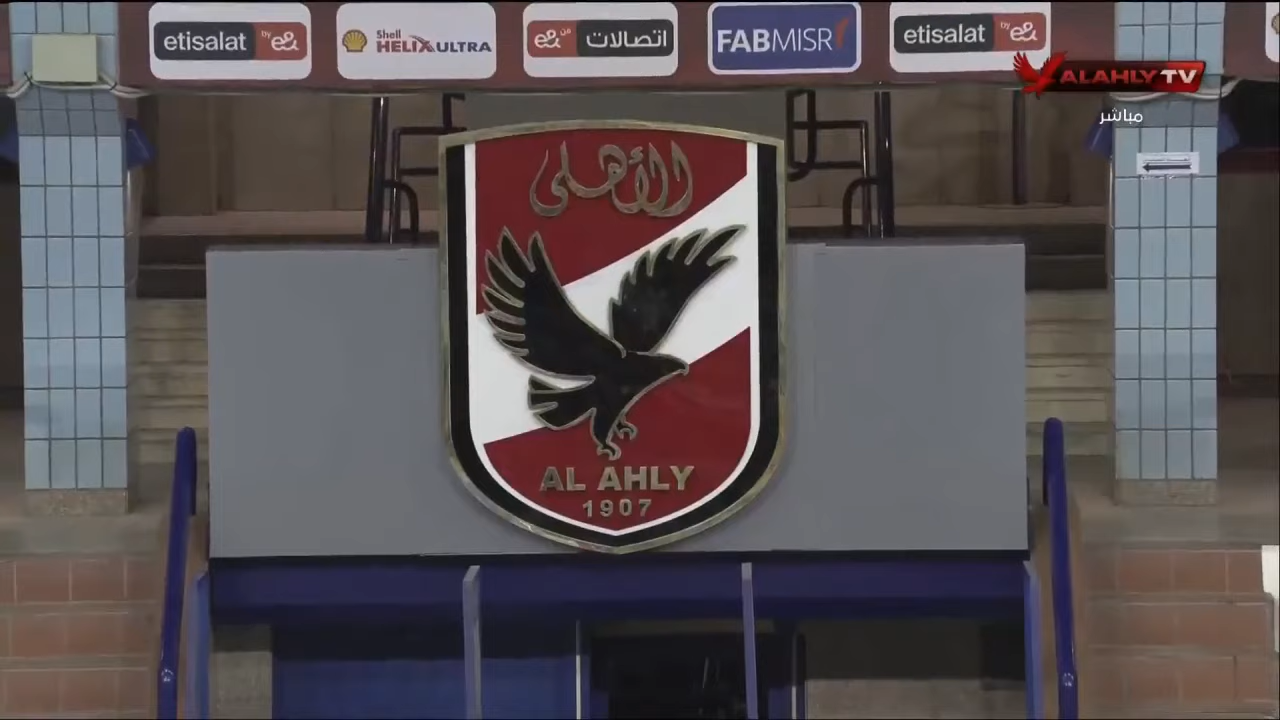 etisalat by e&
Shell HELIX ULTRA
e& من اتصالات
FABMISR
etisalat by e&
ALAHLY TV
مباشر
الأهلى
AL AHLY
1907